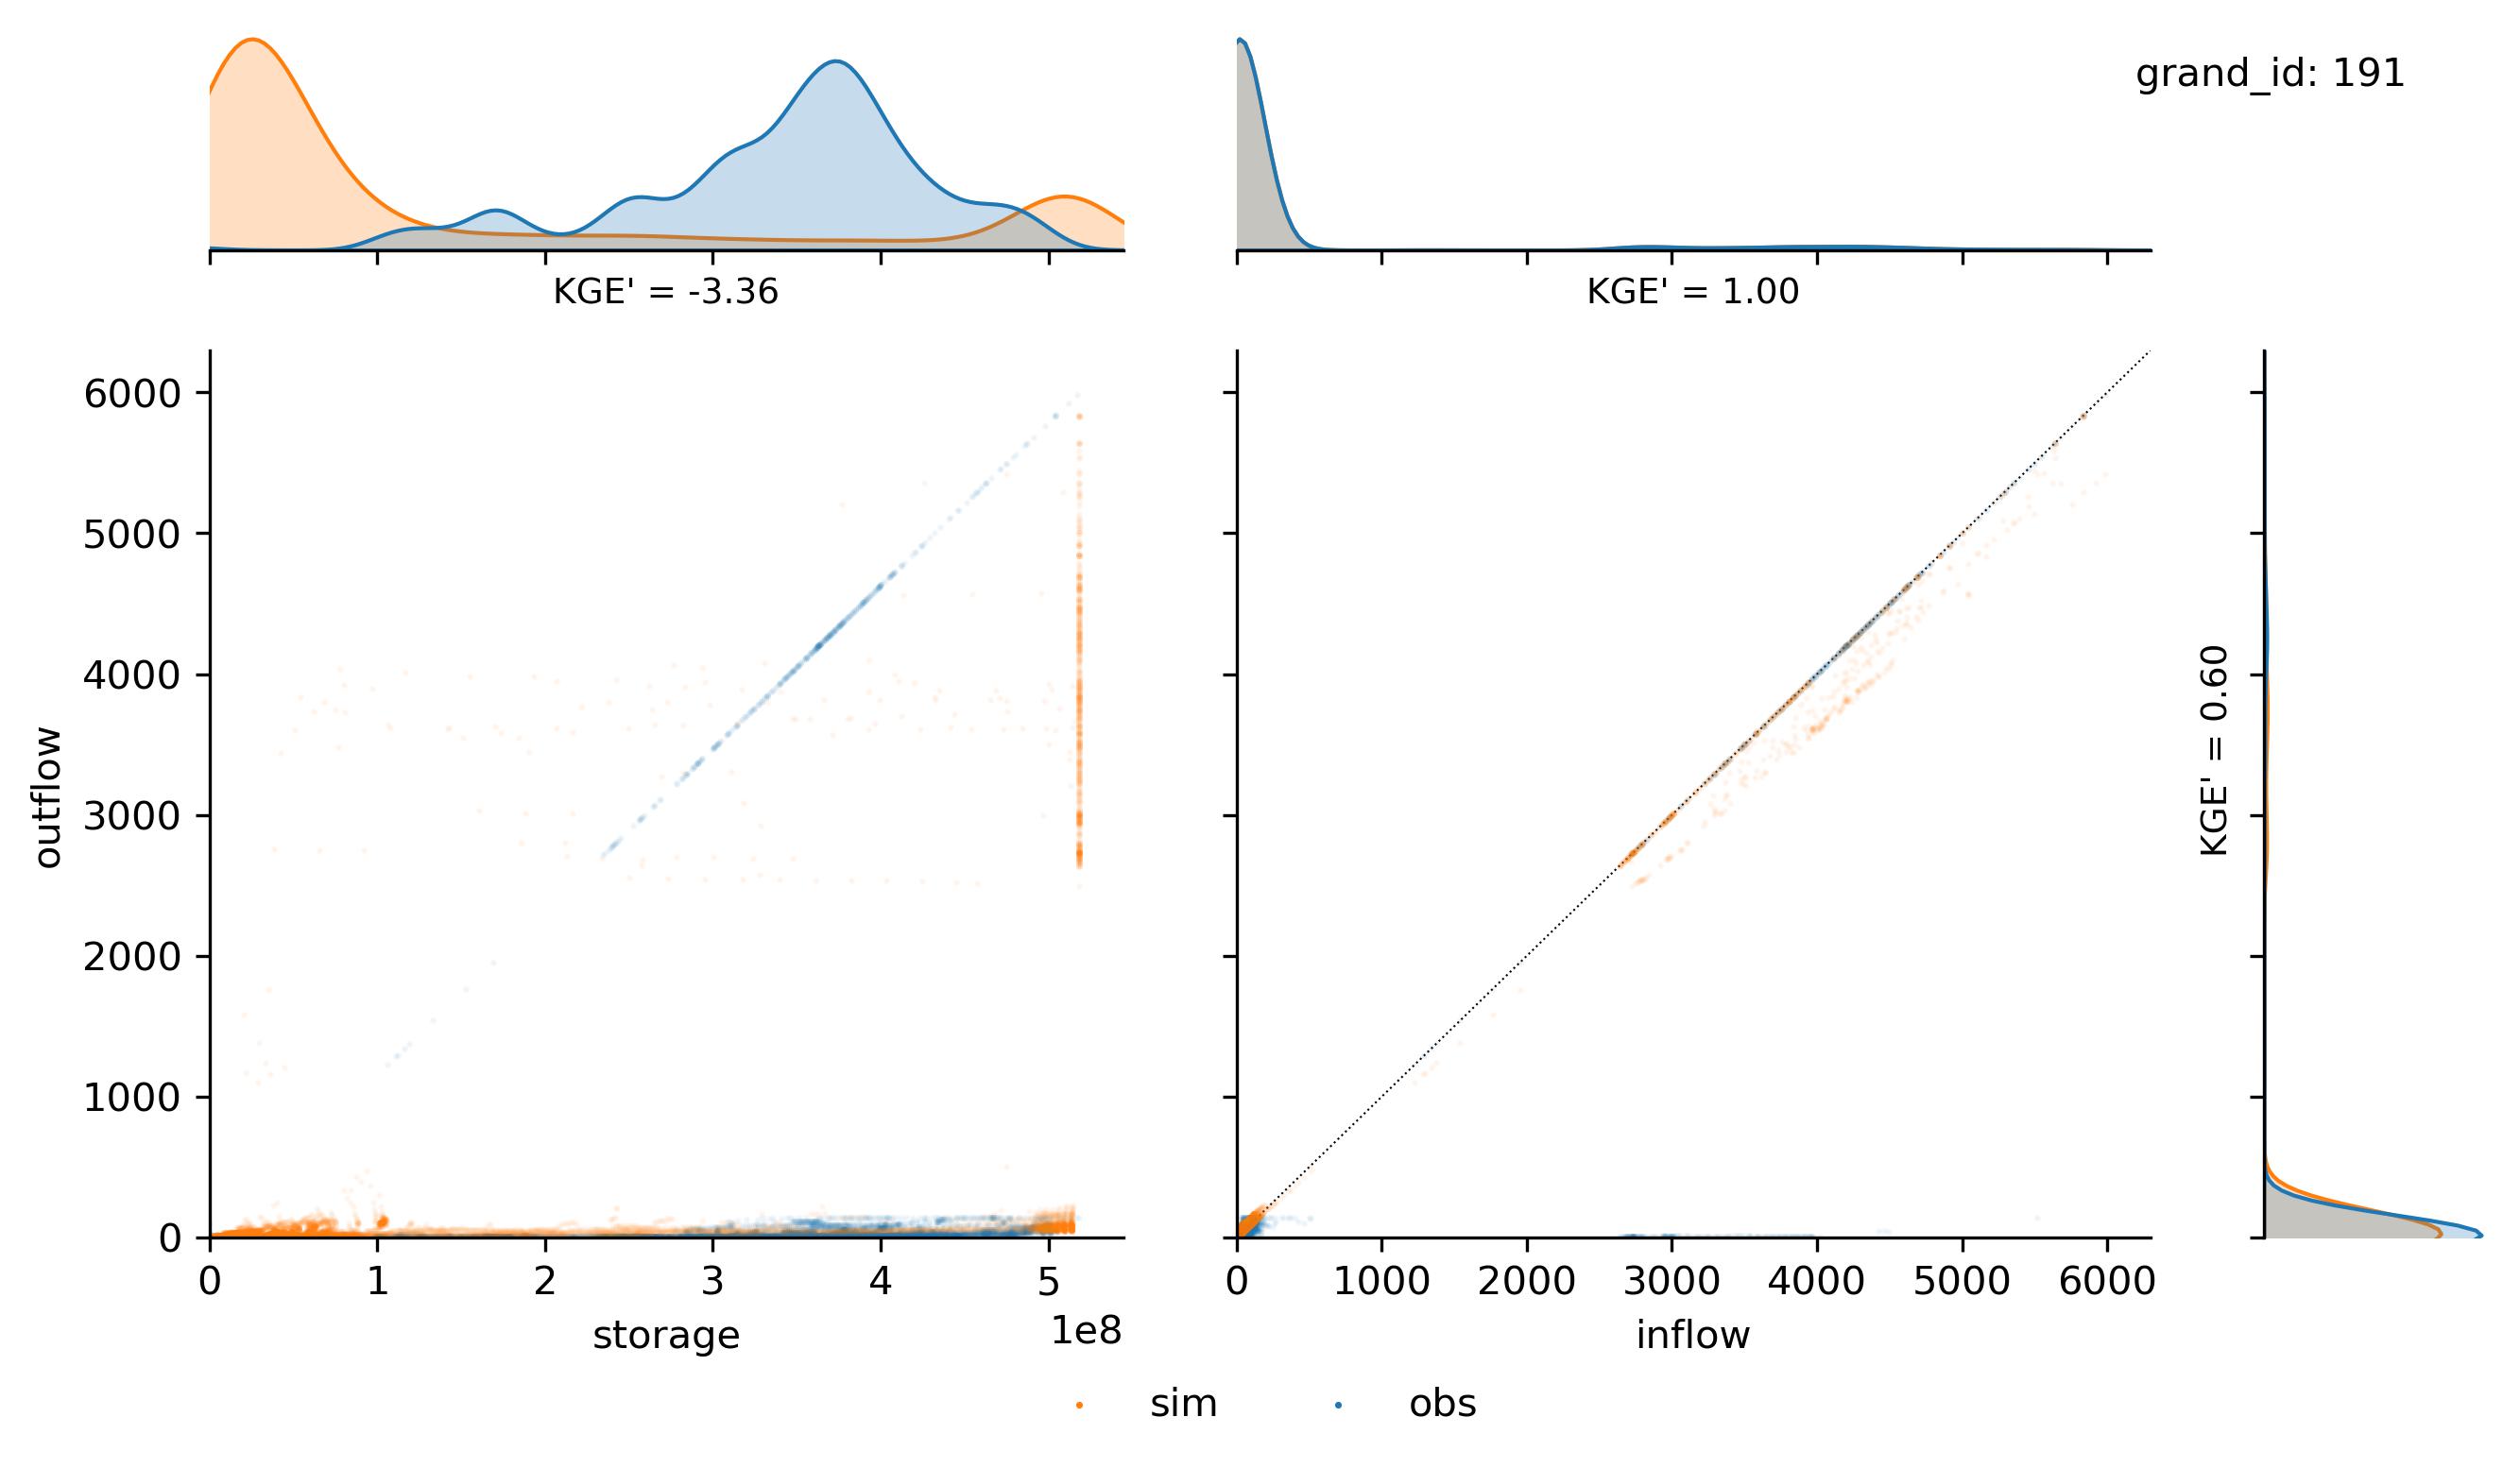 grand_id: 191
KGE' = -3.36
KGE' = 1.00
outflow
6000
5000
4000
3000
2000
1000
0
KGE' = 0.60
0 1 2 3 4 5
1e8
storage
0 1000 2000 3000 4000 5000 6000
inflow
sim obs